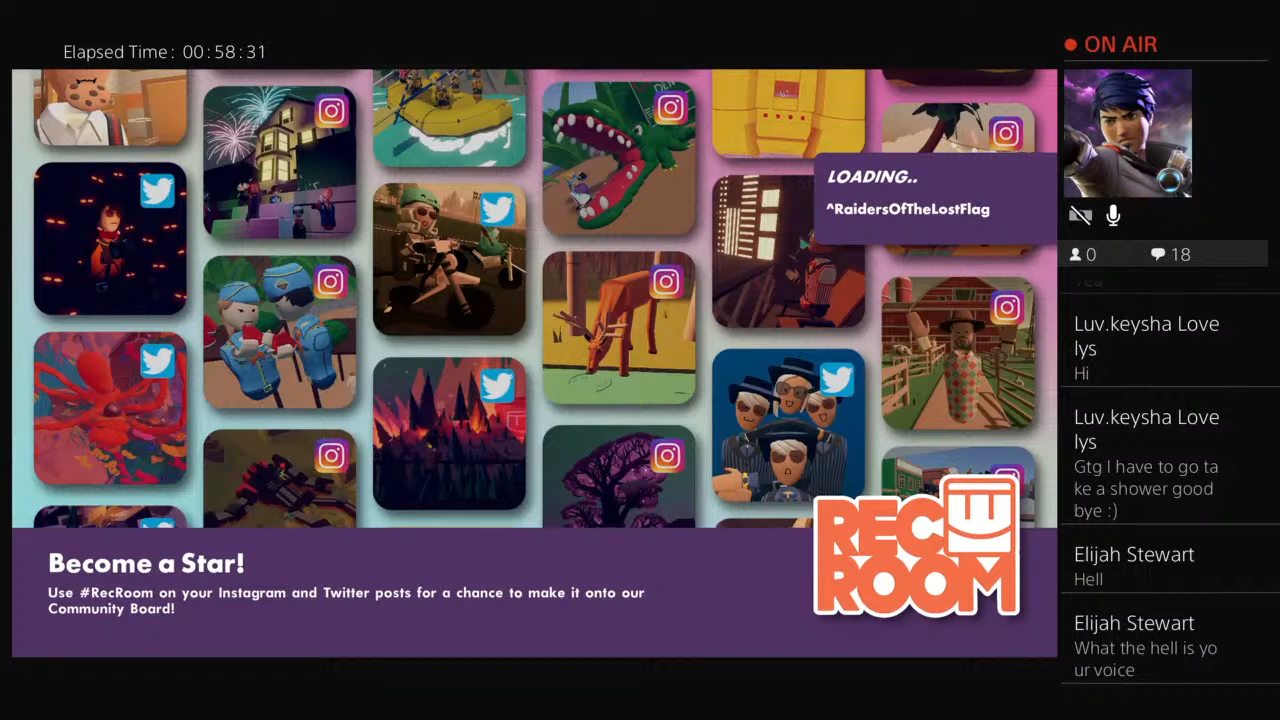 Elapsed Time: 00:58:31
ON AIR
LOADING..
^RaidersOfTheLostFlag
0
18
Luv.keysha Love
lys
Hi
Luv.keysha Love
lys
Gtg I have to go ta
ke a shower good
bye :)
Elijah Stewart
Hell
Elijah Stewart
What the hell is yo
ur voice
REC
ROOM
Become a Star!
Use #RecRoom on your Instagram and Twitter posts for a chance to make it onto our
Community Board!